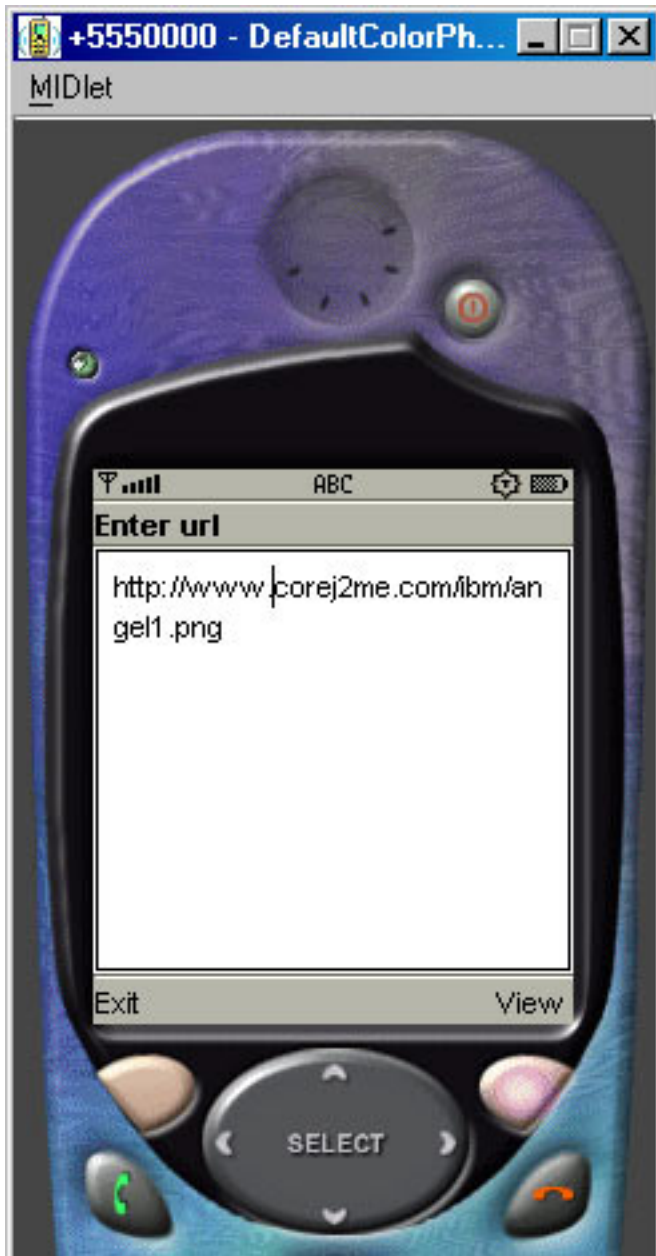 +5550000 - DefaultColorPh...
MIDlet
ABC
Enter url
http://www.corej2me.com/ibm/an
gel1.png
Exit View
SELECT